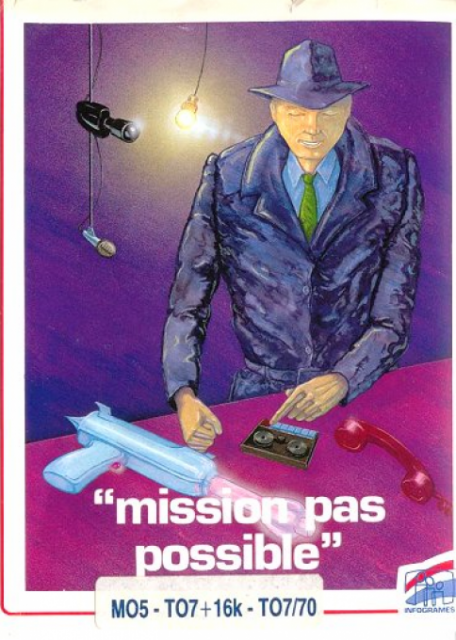 “mission pas
possible”
INFOGRAMES
MO5 - TO7+16k - TO7/70